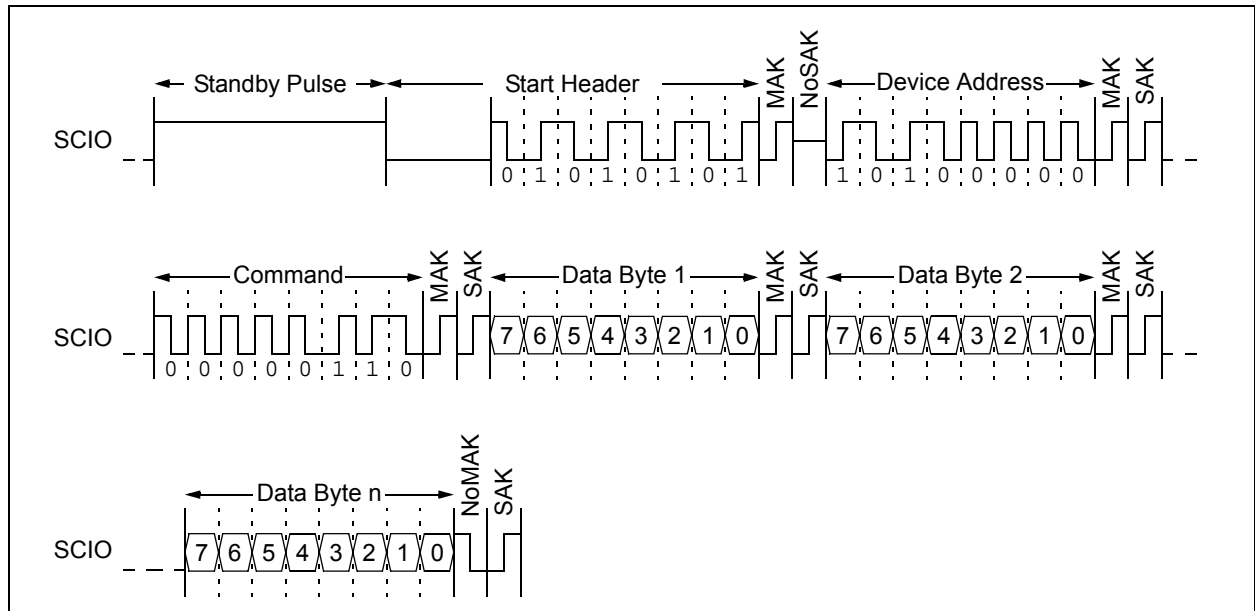 Standby Pulse Start Header MAK NoSAK Device Address MAK SAK
SCIO
0 1 0 1 0 1 0 1 1 0 1 0 0 0 0 0
Command MAK SAK Data Byte 1 MAK SAK Data Byte 2 MAK SAK
SCIO 7 6 5 4 3 2 1 0 7 6 5 4 3 2 1 0
0 0 0 0 0 1 1 0
Data Byte n NoMAK SAK
SCIO 7 6 5 4 3 2 1 0